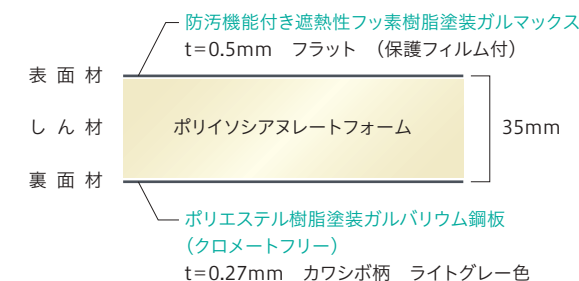 防汚機能付き遮熱性フッ素樹脂塗装ガルマックス
t=0.5mm　フラット　（保護フィルム付）
表 面 材
し ん 材
ポリイソシアヌレートフォーム
35mm
裏 面 材
ポリエステル樹脂塗装ガルバリウム鋼板
（クロメートフリー）
t=0.27mm　カワシボ柄　ライトグレー色